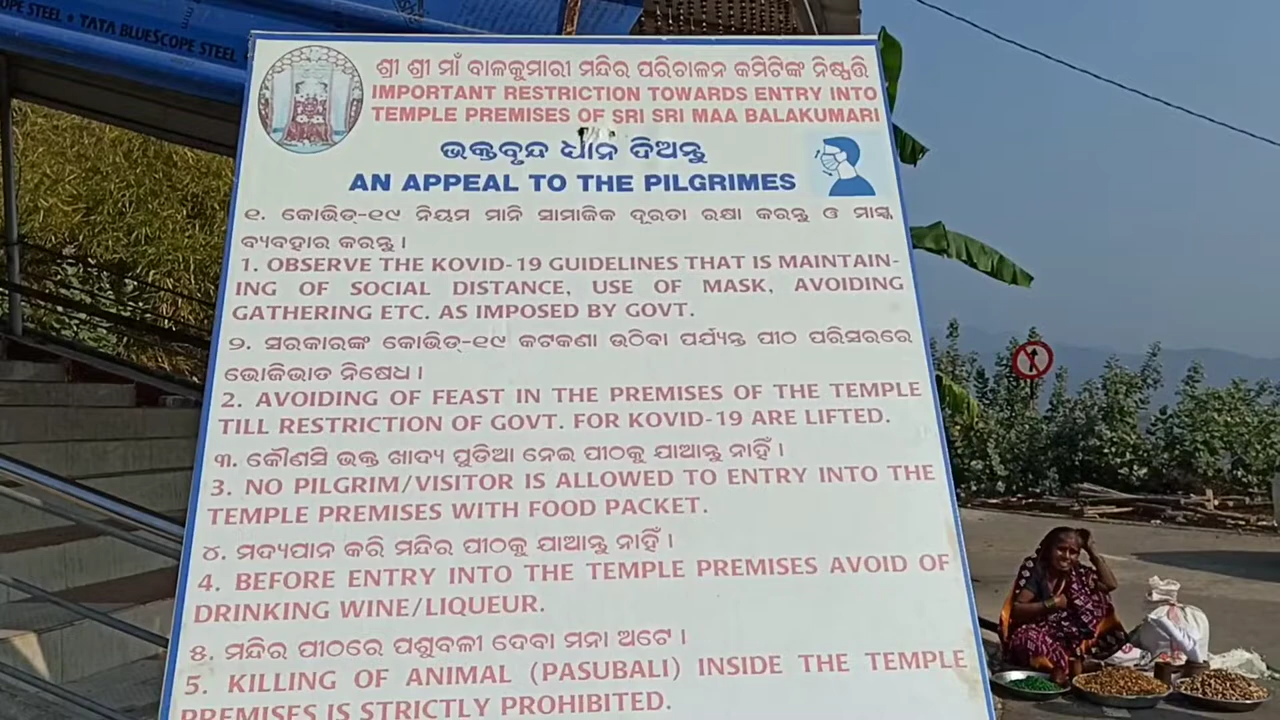 OPE STEEL • TATA BLUESCOPE STEEL
ଶ୍ରୀ ଶ୍ରୀ ମାଁ ବାଳକୁମାରୀ ମନ୍ଦିର ପରିଚାଳନ କମିଟିଙ୍କ ନିଷ୍ପତ୍ତି
IMPORTANT RESTRICTION TOWARDS ENTRY INTO
TEMPLE PREMISES OF SRI SRI MAA BALAKUMARI
ଭକ୍ତବୃନ୍ଦ ଧ୍ୟାନ ଦିଅନ୍ତୁ
AN APPEAL TO THE PILGRIMES
୧. କୋଭିଡ୍-୧୯ ନିୟମ ମାନି ସାମାଜିକ ଦୂରତା ରକ୍ଷା କରନ୍ତୁ ଓ ମାସ୍କ
ବ୍ୟବହାର କରନ୍ତୁ ।
1. OBSERVE THE KOVID-19 GUIDELINES THAT IS MAINTAIN-
ING OF SOCIAL DISTANCE, USE OF MASK, AVOIDING
GATHERING ETC. AS IMPOSED BY GOVT.
୨. ସରକାରଙ୍କ କୋଭିଡ୍-୧୯ କଟକଣା ଉଠିବା ପର୍ଯ୍ୟନ୍ତ ପୀଠ ପରିସରରେ
ଭୋଜିଭାତ ନିଷେଧ ।
2. AVOIDING OF FEAST IN THE PREMISES OF THE TEMPLE
TILL RESTRICTION OF GOVT. FOR KOVID-19 ARE LIFTED.
୩. କୌଣସି ଭକ୍ତ ଖାଦ୍ୟ ପୁଡିଆ ନେଇ ପୀଠକୁ ଯାଆନ୍ତୁ ନାହିଁ ।
3. NO PILGRIM/VISITOR IS ALLOWED TO ENTRY INTO THE
TEMPLE PREMISES WITH FOOD PACKET.
୪. ମଦ୍ୟପାନ କରି ମନ୍ଦିର ପୀଠକୁ ଯାଆନ୍ତୁ ନାହିଁ ।
4. BEFORE ENTRY INTO THE TEMPLE PREMISES AVOID OF
DRINKING WINE/LIQUEUR.
୫. ମନ୍ଦିର ପୀଠରେ ପଶୁବଳୀ ଦେବା ମନା ଅଟେ ।
5. KILLING OF ANIMAL (PASUBALI) INSIDE THE TEMPLE
PREMISES IS STRICTLY PROHIBITED.